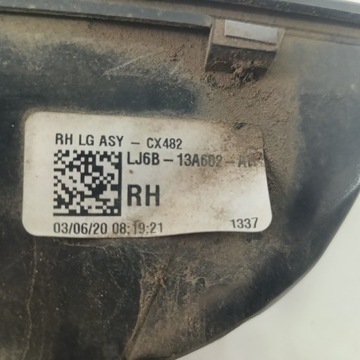 RH LG ASY - CX482
LJ6B-13A602-A
RH
03/06/20 08:19:21
1337